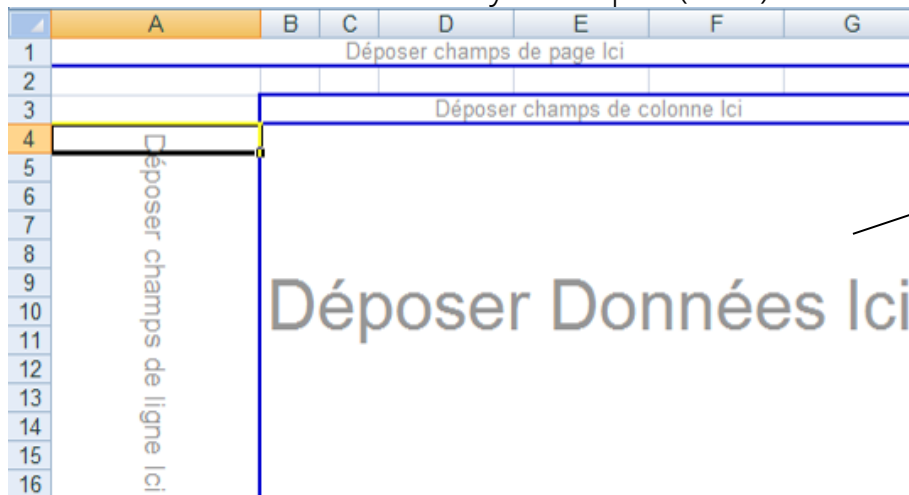 A B C D E F G
1 Déposer champs de page Ici
2
3 Déposer champs de colonne Ici
4
5
6
7
8
9
10
11
12
13
14
15
16
Déposer champs de ligne Ici
Déposer Données Ici